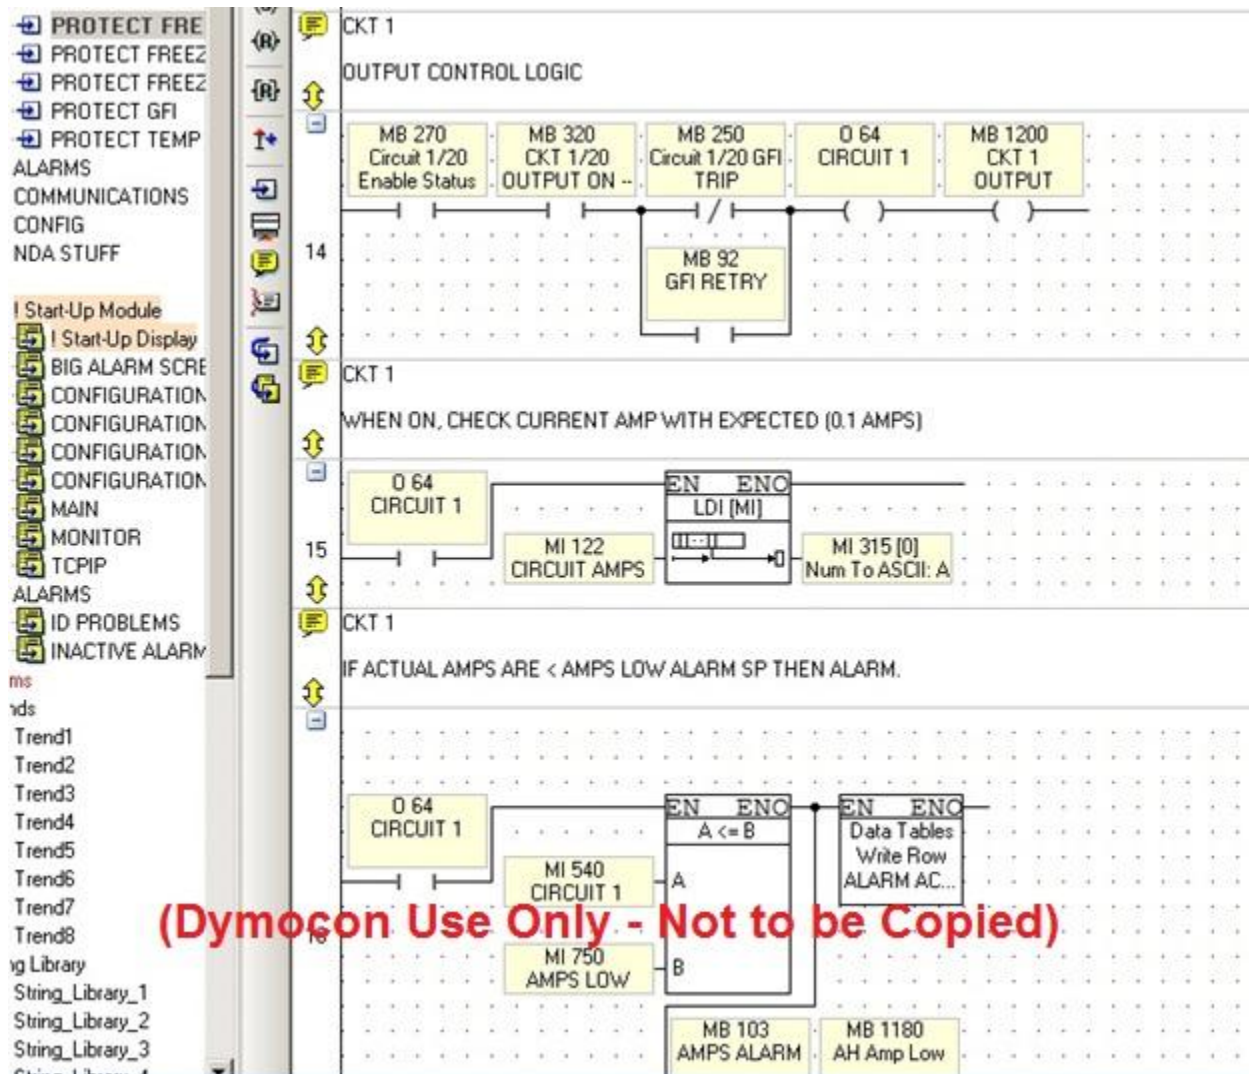 PROTECT FRE
PROTECT FREEZ
PROTECT FREEZ
PROTECT GFI
PROTECT TEMP
ALARMS
COMMUNICATIONS
CONFIG
NDA STUFF
! Start-Up Module
! Start-Up Display
BIG ALARM SCRE
CONFIGURATION
CONFIGURATION
CONFIGURATION
CONFIGURATION
MAIN
MONITOR
TCPIP
ALARMS
ID PROBLEMS
INACTIVE ALARM
ms
nds
Trend1
Trend2
Trend3
Trend4
Trend5
Trend6
Trend7
Trend8
ng Library
String_Library_1
String_Library_2
String_Library_3
(R)
{R}
CKT 1
OUTPUT CONTROL LOGIC
14
MB 270
Circuit 1/20
Enable Status
MB 320
CKT 1/20
OUTPUT ON --
MB 250
Circuit 1/20 GFI
TRIP
O 64
CIRCUIT 1
MB 1200
CKT 1
OUTPUT
MB 92
GFI RETRY
CKT 1
WHEN ON, CHECK CURRENT AMP WITH EXPECTED (0.1 AMPS)
15
O 64
CIRCUIT 1
EN ENO
LDI [MI]
MI 122
CIRCUIT AMPS
MI 315 [0]
Num To ASCII: A
CKT 1
IF ACTUAL AMPS ARE < AMPS LOW ALARM SP THEN ALARM.
O 64
CIRCUIT 1
EN ENO
A <= B
MI 540
CIRCUIT 1
A
MI 750
AMPS LOW
B
EN ENO
Data Tables
Write Row
ALARM AC...
(Dymocon Use Only - Not to be Copied)
MB 103
AMPS ALARM
MB 1180
AH Amp Low